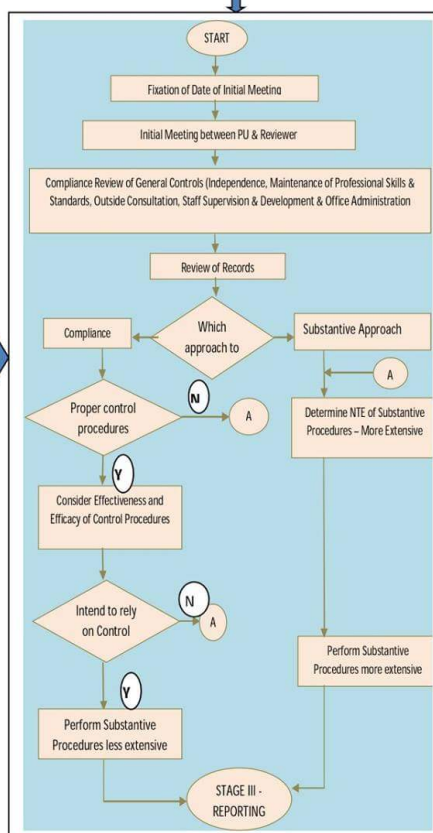 START
Fixation of Date of Initial Meeting
Initial Meeting between PU & Reviewer
Compliance Review of General Controls (Independence, Maintenance of Professional Skills &
Standards, Outside Consultation, Staff Supervision & Development & Office Administration
Review of Records
Which
approach to
Compliance
Substantive Approach
A
Proper control
procedures
N
A
Determine NTE of Substantive
Procedures – More Extensive
Y
Consider Effectiveness and
Efficacy of Control Procedures
Intend to rely
on Control
N
A
Perform Substantive
Procedures more extensive
Y
Perform Substantive
Procedures less extensive
STAGE III -
REPORTING